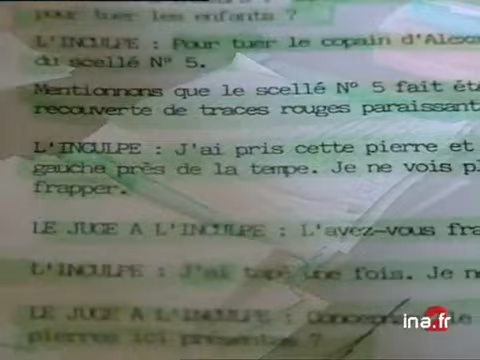 pour tuer les enfants ?
L'INCULPE : Pour tuer le copain d'Alexa
du scellé N° 5.
Mentionnons que le scellé N° 5 fait éte
recouverte de traces rouges paraissant
L'INCULPE : J'ai pris cette pierre et
gauche près de la tempe. Je ne vois pl
frapper.
LE JUGE A L'INCULPE : L'avez-vous fra
L'INCULPE : J'ai tapé une fois. Je n
LE JUGE A L'INCULPE :
pierres ici présentes ?
ina.fr